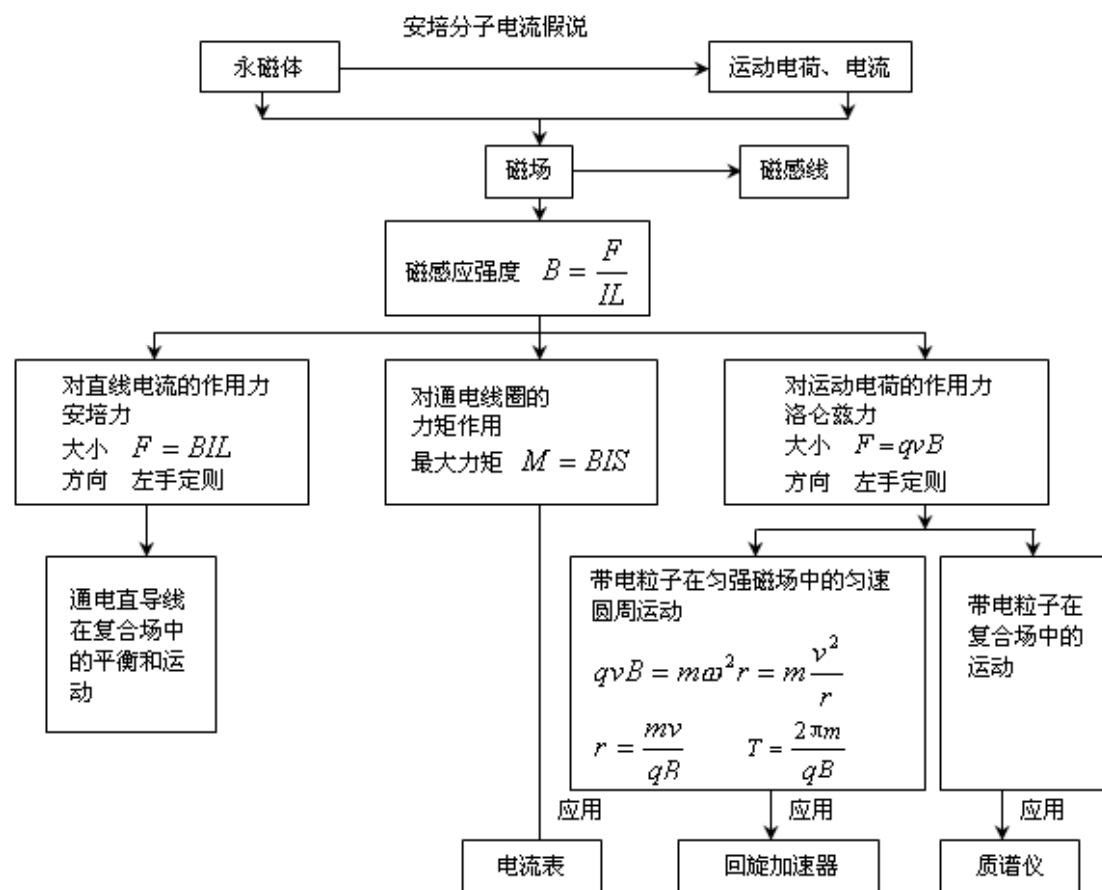 安培分子电流假说
永磁体
运动电荷、电流
磁场
磁感线
磁感应强度 B = F/IL
对直线电流的作用力
安培力
大小 F = BIL
方向 左手定则
对通电线圈的
力矩作用
最大力矩 M = BIS
对运动电荷的作用力
洛仑兹力
大小 F = qvB
方向 左手定则
通电直导线
在复合场中
的平衡和运
动
带电粒子在匀强磁场中的匀速
圆周运动
qvB = mω²r = m v²/r
r = mv/qB T = 2πm/qB
带电粒子在
复合场中的
运动
应用
应用
应用
电流表
回旋加速器
质谱仪